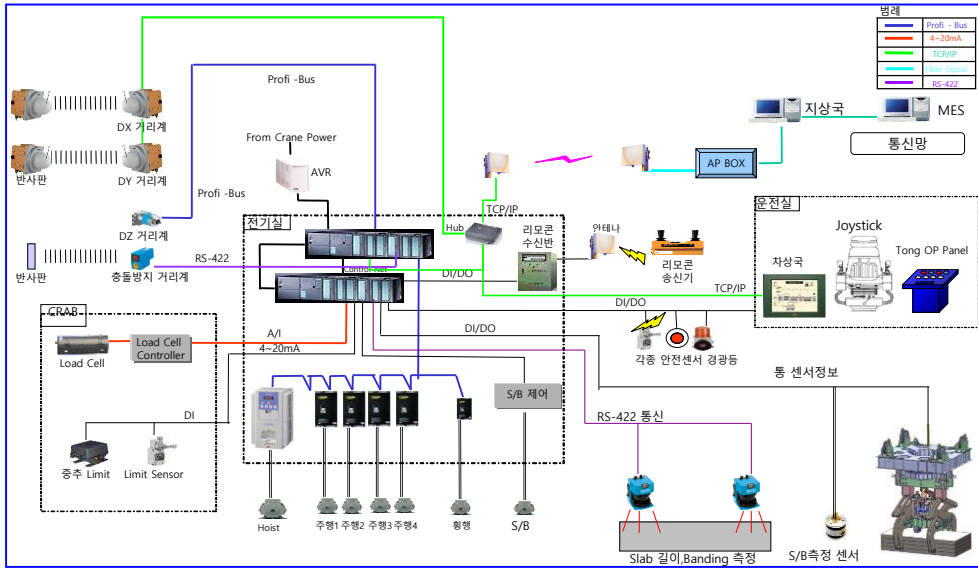 범례
Profi - Bus
4~20mA
TCP/IP
Fiber Opciic
RS-422
Profi -Bus
DX 거리계
지상국
MES
통신망
From Crane Power
AP BOX
AVR
반사판
DY 거리계
Profi -Bus
TCP/IP
전기실
Hub
리모콘
수신반
안테나
운전실
Joystick
Tong OP Panel
DZ 거리계
RS-422
Control Net
리모콘
송신기
차상국
반사판
충돌방지 거리계
DI/DO
TCP/IP
DI/DO
CRAB
A/I
DI/DO
각종
안전센서
경광등
Load Cell
Load Cell
Controller
4~20mA
통 센서정보
S/B 제어
DI
RS-422 통신
중추 Limit
Limit Sensor
Hoist
주행1
주행2
주행3
주행4
횡행
S/B
Slab 길이,Banding 측정
S/B측정 센서